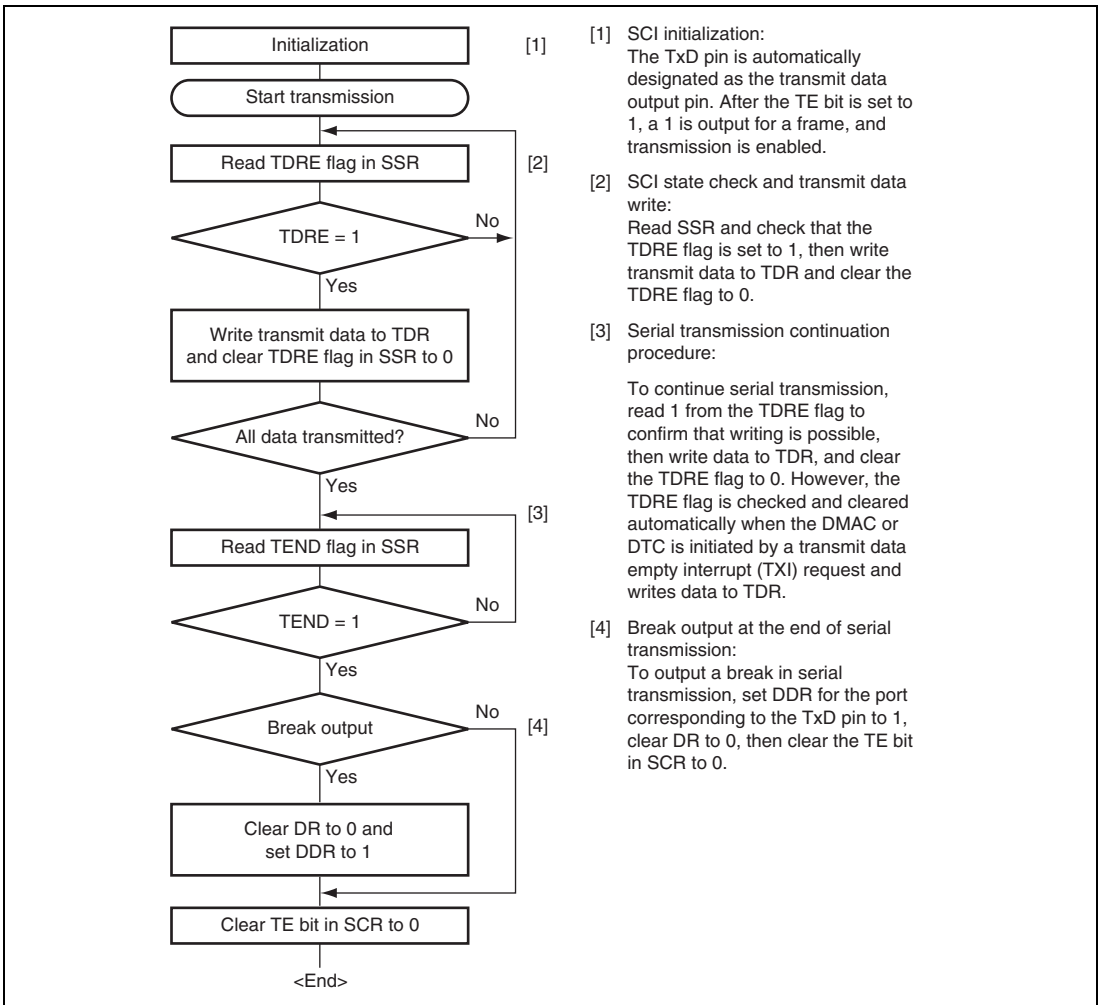 Initialization
[1]
Start transmission
Read TDRE flag in SSR
[2]
TDRE = 1
No
Yes
Write transmit data to TDR
and clear TDRE flag in SSR to 0
All data transmitted?
No
Yes
[3]
Read TEND flag in SSR
TEND = 1
No
Yes
Break output
No
[4]
Yes
Clear DR to 0 and
set DDR to 1
Clear TE bit in SCR to 0
<End>
[1] SCI initialization:
The TxD pin is automatically
designated as the transmit data
output pin. After the TE bit is set to
1, a 1 is output for a frame, and
transmission is enabled.
[2] SCI state check and transmit data
write:
Read SSR and check that the
TDRE flag is set to 1, then write
transmit data to TDR and clear the
TDRE flag to 0.
[3] Serial transmission continuation
procedure:
To continue serial transmission,
read 1 from the TDRE flag to
confirm that writing is possible,
then write data to TDR, and clear
the TDRE flag to 0. However, the
TDRE flag is checked and cleared
automatically when the DMAC or
DTC is initiated by a transmit data
empty interrupt (TXI) request and
writes data to TDR.
[4] Break output at the end of serial
transmission:
To output a break in serial
transmission, set DDR for the port
corresponding to the TxD pin to 1,
clear DR to 0, then clear the TE bit
in SCR to 0.